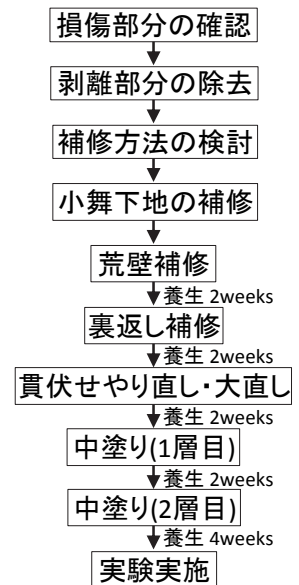 損傷部分の確認
剥離部分の除去
補修方法の検討
小舞下地の補修
荒壁補修
養生 2weeks
裏返し補修
養生 2weeks
貫伏せやり直し・大直し
養生 2weeks
中塗り(1層目)
養生 2weeks
中塗り(2層目)
養生 4weeks
実験実施